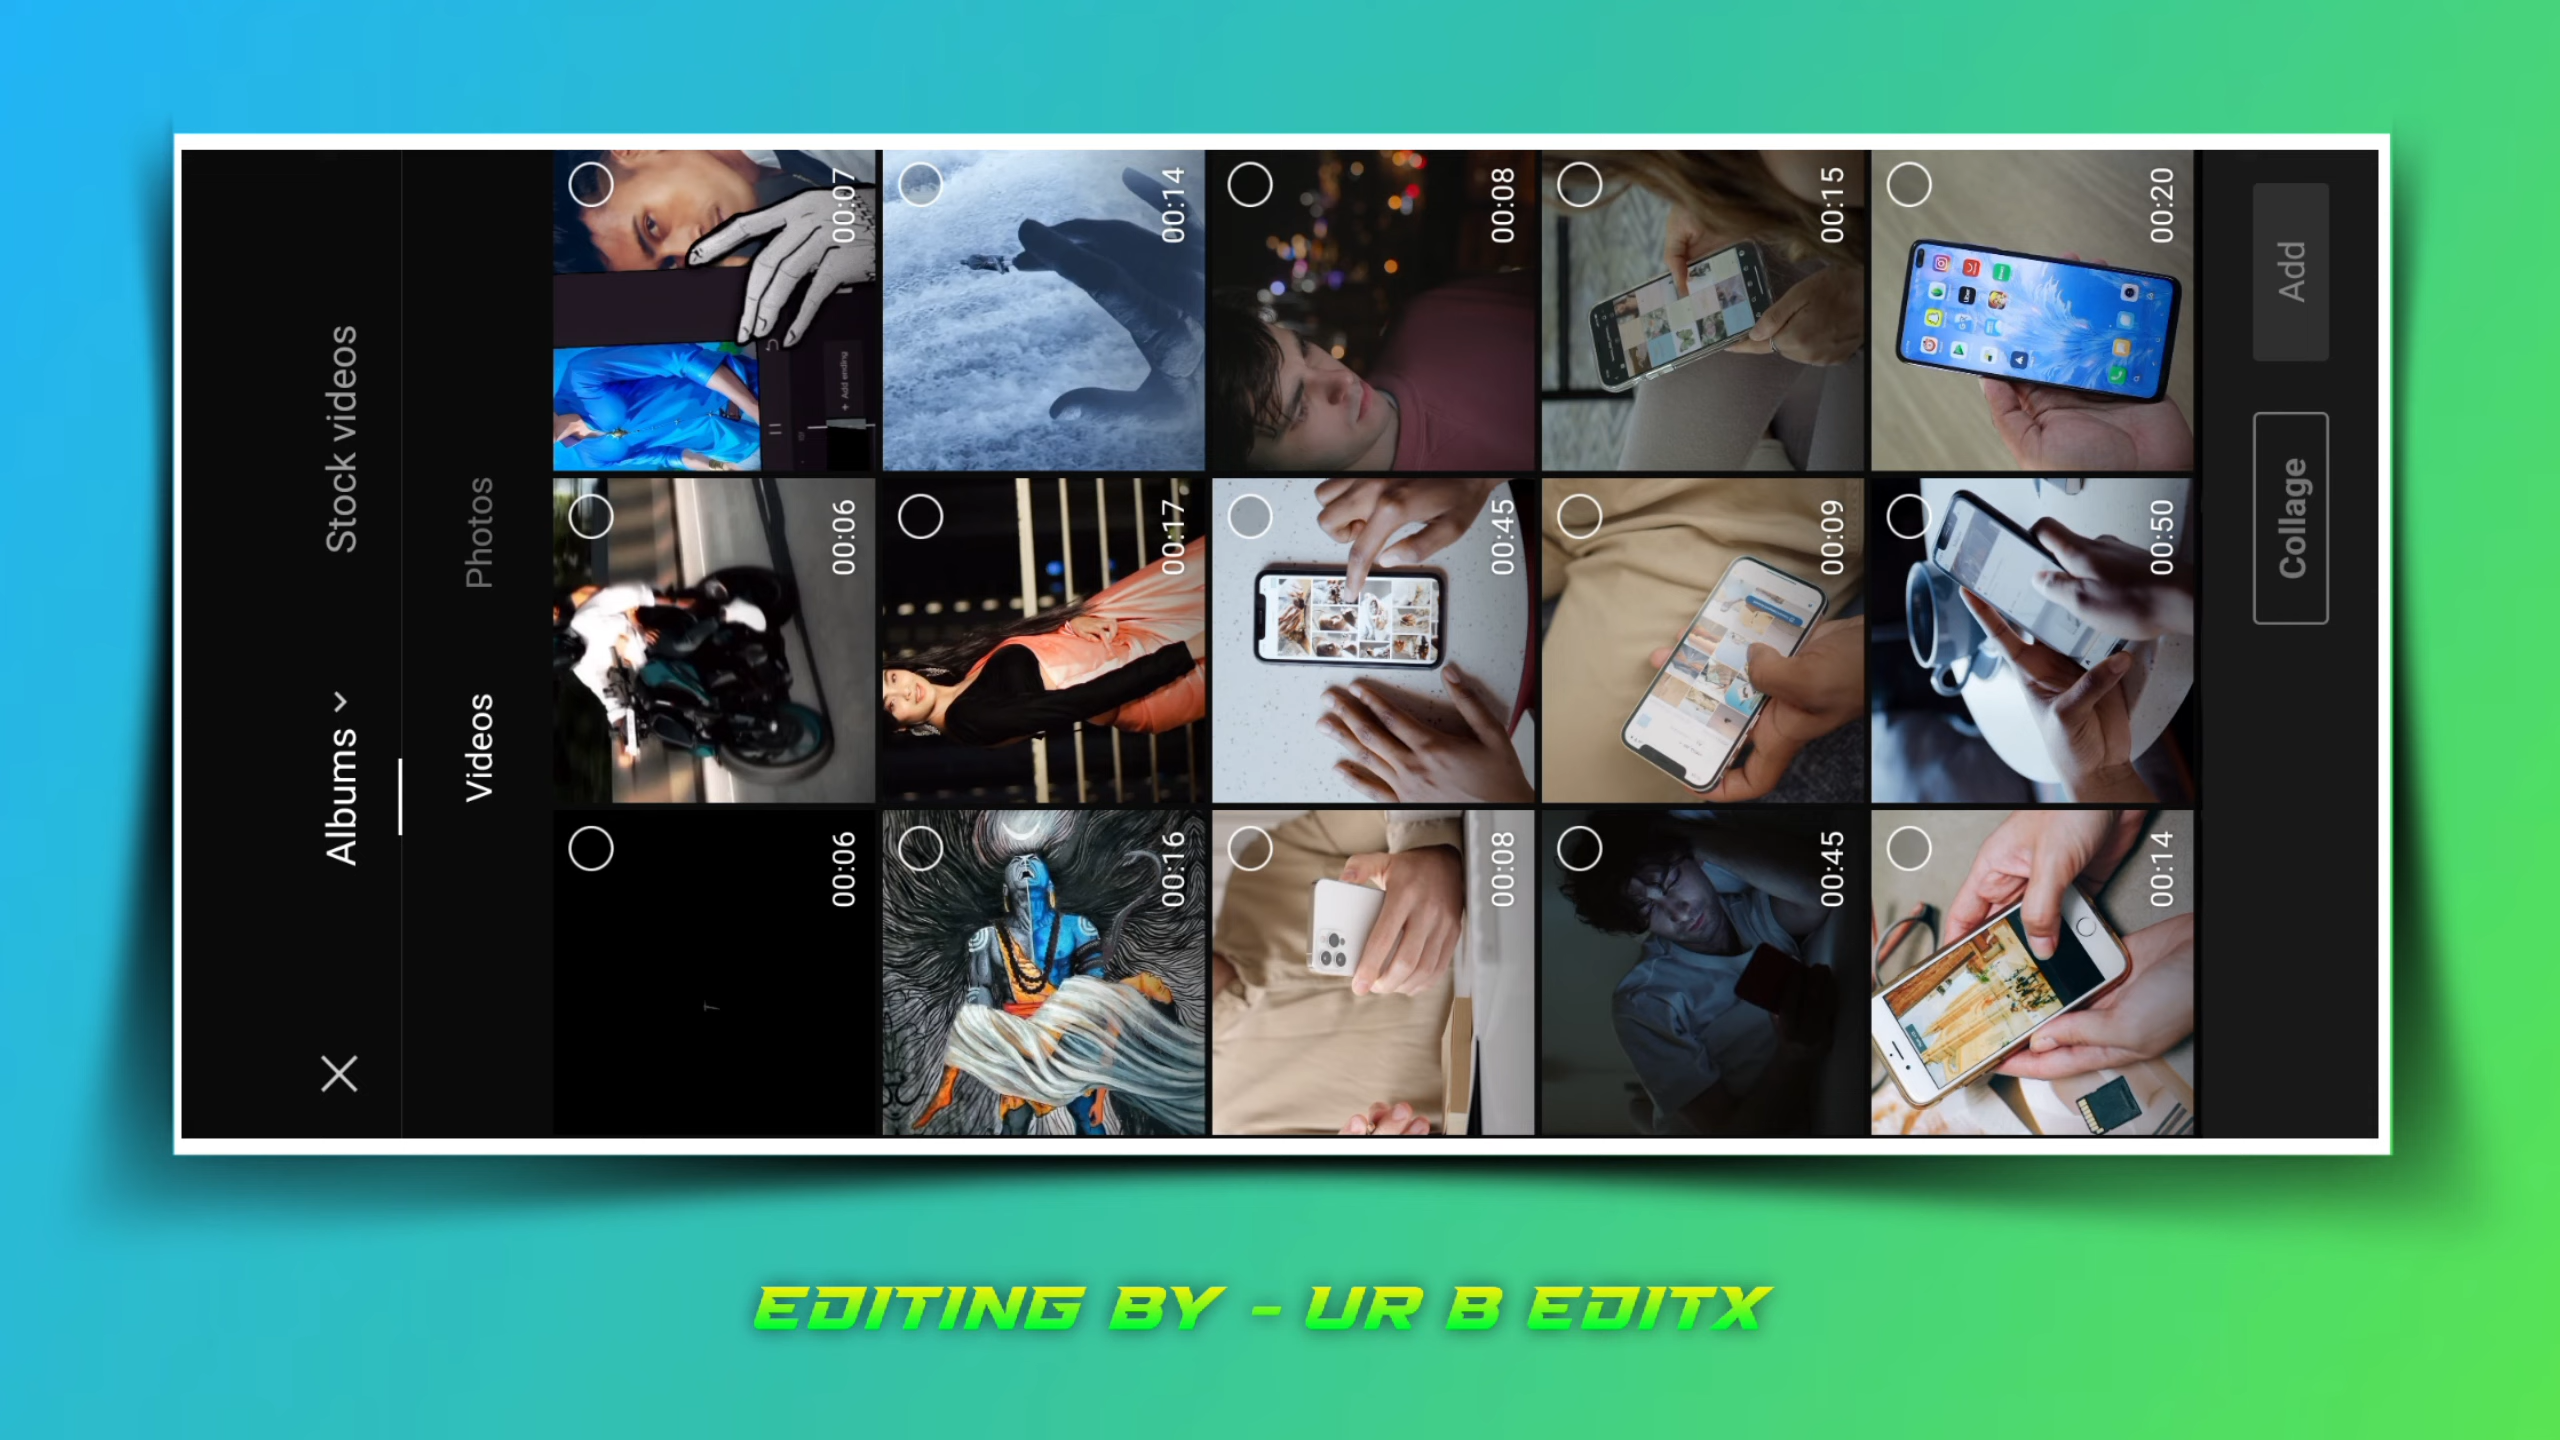 Albums
Stock videos
Videos
Photos
00:06
00:06
00:07
+ Add ending
00:16
00:17
00:14
00:08
00:45
00:08
00:45
00:09
00:15
00:14
00:50
00:20
Collage
Add
EDITING BY - UR B EDITX